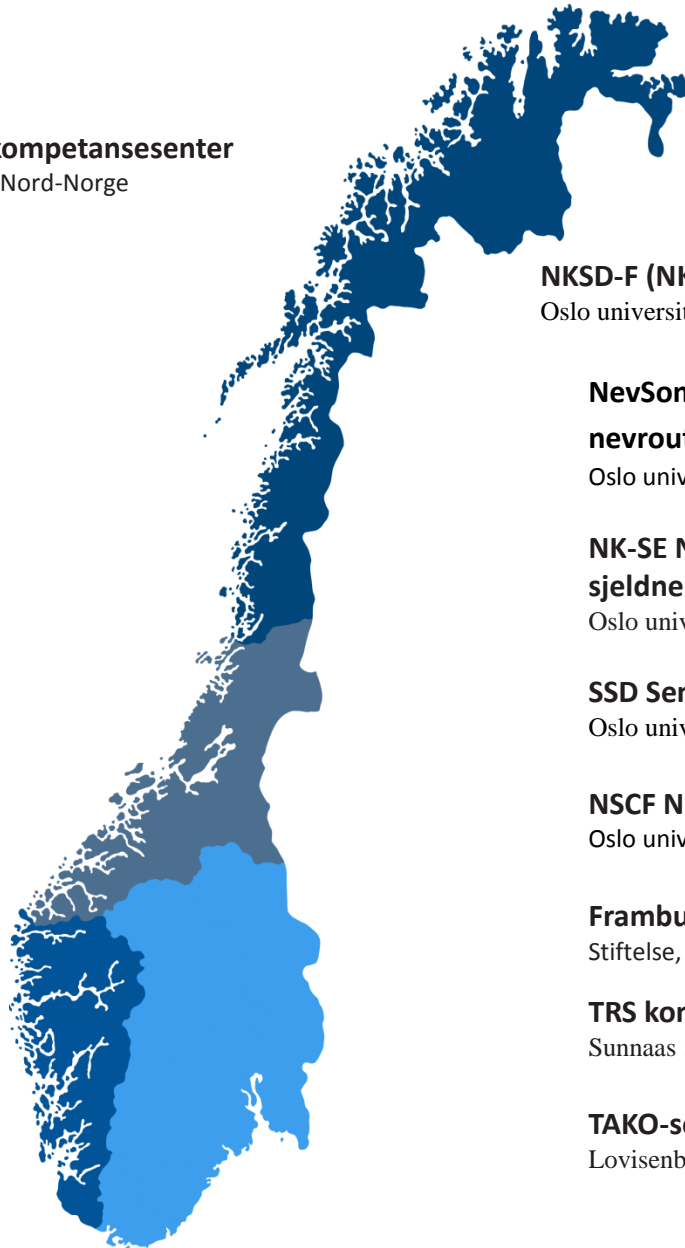 kompetansesenter
Nord-Norge
NKSD-F (NK
Oslo universit
NevSom
nevrout
Oslo univ
NK-SE N
sjeldne
Oslo univ
SSD Sen
Oslo univ
NSCF N
Oslo univ
Frambu
Stiftelse,
TRS kor
Sunnaas
TAKO-se
Lovisenb